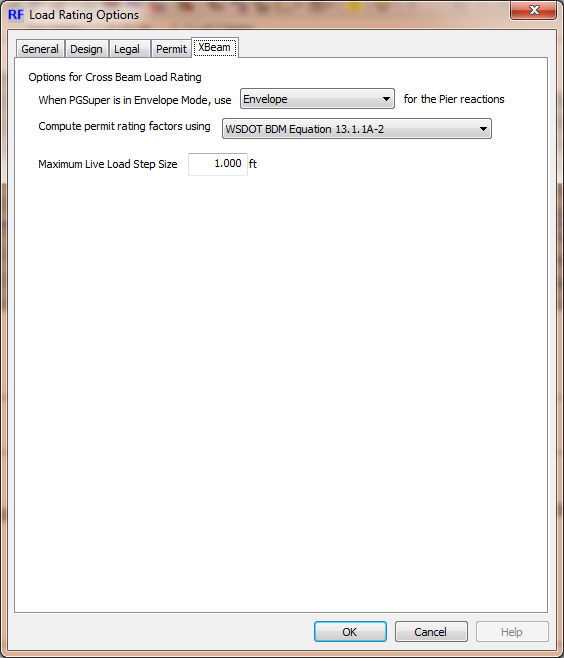 RF Load Rating Options
General Design Legal Permit XBeam
Options for Cross Beam Load Rating
When PGSuper is in Envelope Mode, use Envelope for the Pier reactions
Compute permit rating factors using WSDOT BDM Equation 13.1.1A-2
Maximum Live Load Step Size 1.000 ft
OK Cancel Help